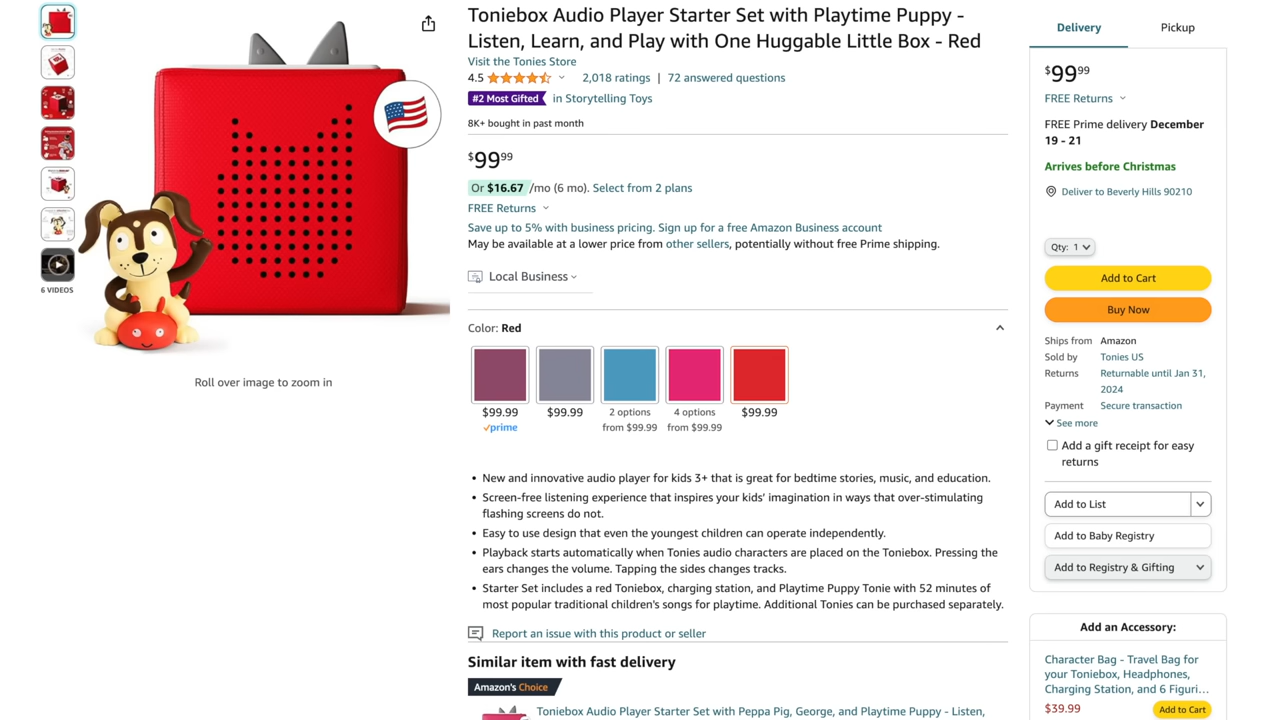 6 VIDEOS
Roll over image to zoom in
Toniebox Audio Player Starter Set with Playtime Puppy -
Listen, Learn, and Play with One Huggable Little Box - Red
Visit the Tonies Store
4.5 2,018 ratings | 72 answered questions
#2 Most Gifted in Storytelling Toys
8K+ bought in past month
$99.99
Or $16.67 /mo (6 mo). Select from 2 plans
FREE Returns
Save up to 5% with business pricing. Sign up for a free Amazon Business account
May be available at a lower price from other sellers, potentially without free Prime shipping.
Local Business
Color: Red
$99.99
prime
$99.99
2 options
from $99.99
4 options
from $99.99
$99.99
• New and innovative audio player for kids 3+ that is great for bedtime stories, music, and education.
• Screen-free listening experience that inspires your kids' imagination in ways that over-stimulating
flashing screens do not.
• Easy to use design that even the youngest children can operate independently.
• Playback starts automatically when Tonies audio characters are placed on the Toniebox. Pressing the
ears changes the volume. Tapping the sides changes tracks.
• Starter Set includes a red Toniebox, charging station, and Playtime Puppy Tonie with 52 minutes of
most popular traditional children's songs for playtime. Additional Tonies can be purchased separately.
Report an issue with this product or seller
Similar item with fast delivery
Amazon's Choice
Toniebox Audio Player Starter Set with Peppa Pig, George, and Playtime Puppy - Listen,
Delivery Pickup
$99.99
FREE Returns
FREE Prime delivery December
19 - 21
Arrives before Christmas
Deliver to Beverly Hills 90210
Qty: 1
Add to Cart
Buy Now
Ships from Amazon
Sold by Tonies US
Returns Returnable until Jan 31,
2024
Payment Secure transaction
See more
Add a gift receipt for easy
returns
Add to List
Add to Baby Registry
Add to Registry & Gifting
Add an Accessory:
Character Bag - Travel Bag for
your Toniebox, Headphones,
Charging Station, and 6 Figuri...
$39.99 Add to Cart